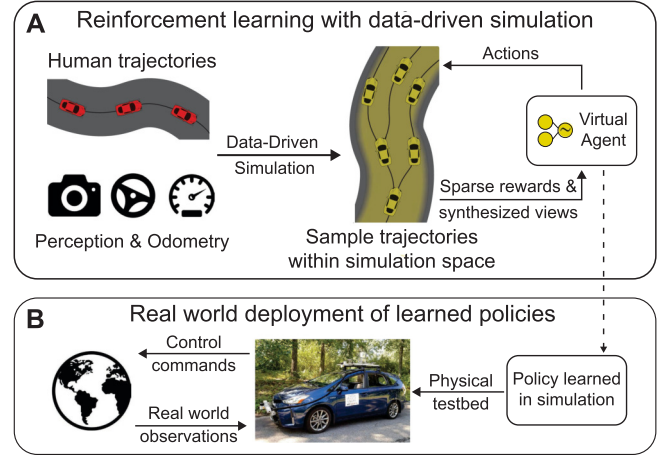 A
Reinforcement learning with data-driven simulation
Human trajectories
Data-Driven
Simulation
Perception & Odometry
Actions
Virtual
Agent
Sparse rewards &
synthesized views
Sample trajectories
within simulation space
B
Real world deployment of learned policies
Control
commands
Real world
observations
Physical
testbed
Policy learned
in simulation